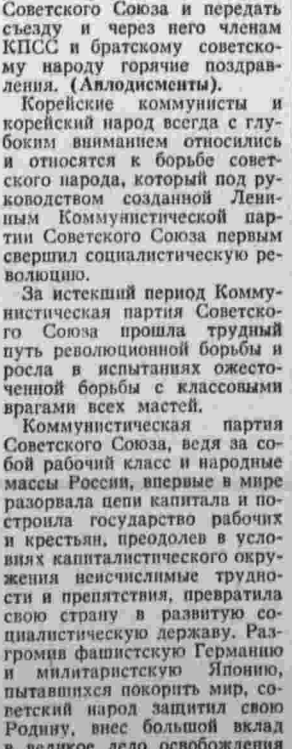 Советского Союза и передать
съезду и через него членам
КПСС и братскому советско-
му народу горячие поздрав-
ления. (Аплодисменты).
Корейские коммунисты и
корейский народ всегда с глу-
боким вниманием относились
и относятся к борьбе совет-
ского народа, который под ру-
ководством созданной Лени-
ным Коммунистической пар-
тии Советского Союза первым
свершил социалистическую ре-
волюцию.
За истекший период Комму-
нистическая партия Советско-
го Союза прошла трудный
путь революционной борьбы и
росла в испытаниях ожесто-
ченной борьбы с классовыми
врагами всех мастей.
Коммунистическая партия
Советского Союза, ведя за со-
бой рабочий класс и народные
массы России, впервые в мире
разорвала цепи капитала и по-
строила государство рабочих
и крестьян, преодолев в усло-
виях капиталистического окру-
жения неисчислимые трудно-
сти и препятствия, превратила
свою страну в развитую со-
циалистическую державу. Раз-
громив фашистскую Германию
и милитаристскую Японию,
пытавшихся покорить мир, со-
ветский народ защитил свою
Родину, внес большой вклад
в великое дело освобождения